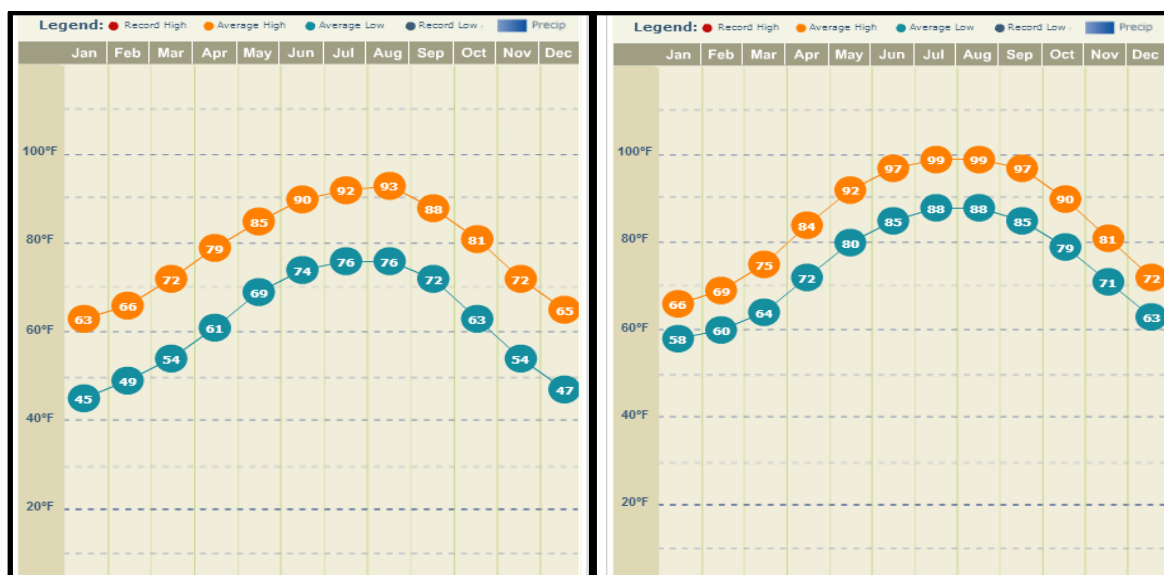 Legend: Record High Average High Average Low Record Low Precip
Jan Feb Mar Apr May Jun Jul Aug Sep Oct Nov Dec
100°F
80°F
60°F
40°F
20°F
63 66 72 79 85 90 92 93 88 81 72 65
45 49 54 61 69 74 76 76 72 63 54 47
Legend: Record High Average High Average Low Record Low Precip
Jan Feb Mar Apr May Jun Jul Aug Sep Oct Nov Dec
100°F
80°F
60°F
40°F
20°F
66 69 75 84 92 97 99 99 97 90 81 72
58 60 64 72 80 85 88 88 85 79 71 63